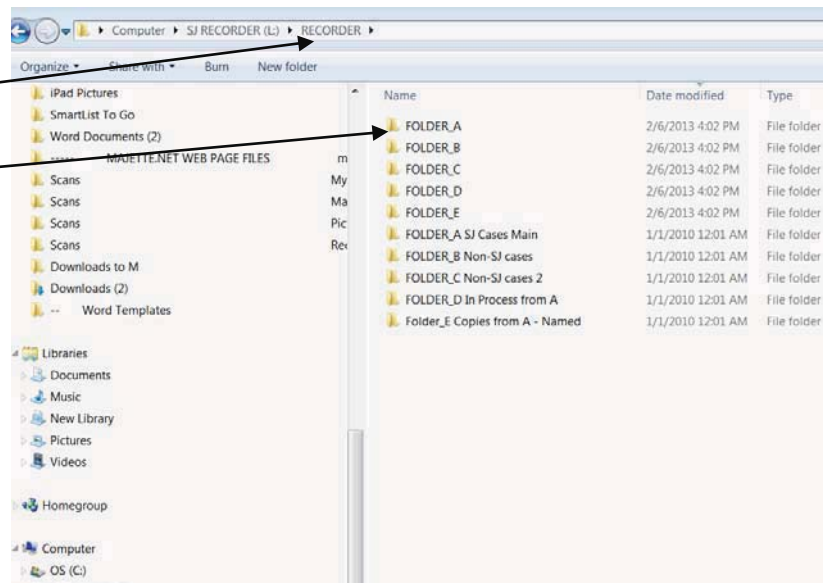 Computer ▸ SJ RECORDER (L:) ▸ RECORDER ▸
Organize Share with Burn New folder
iPad Pictures
SmartList To Go
Word Documents (2)
----- MAJETTE.NET WEB PAGE FILES m
Scans My
Scans Ma
Scans Pic
Scans Rec
Downloads to M
Downloads (2)
-- Word Templates
Libraries
Documents
Music
New Library
Pictures
Videos
Homegroup
Computer
OS (C:)
Name Date modified Type
FOLDER_A 2/6/2013 4:02 PM File folder
FOLDER_B 2/6/2013 4:02 PM File folder
FOLDER_C 2/6/2013 4:02 PM File folder
FOLDER_D 2/6/2013 4:02 PM File folder
FOLDER_E 2/6/2013 4:02 PM File folder
FOLDER_A SJ Cases Main 1/1/2010 12:01 AM File folder
FOLDER_B Non-SJ cases 1/1/2010 12:01 AM File folder
FOLDER_C Non-SJ cases 2 1/1/2010 12:01 AM File folder
FOLDER_D In Process from A 1/1/2010 12:01 AM File folder
Folder_E Copies from A - Named 1/1/2010 12:01 AM File folder